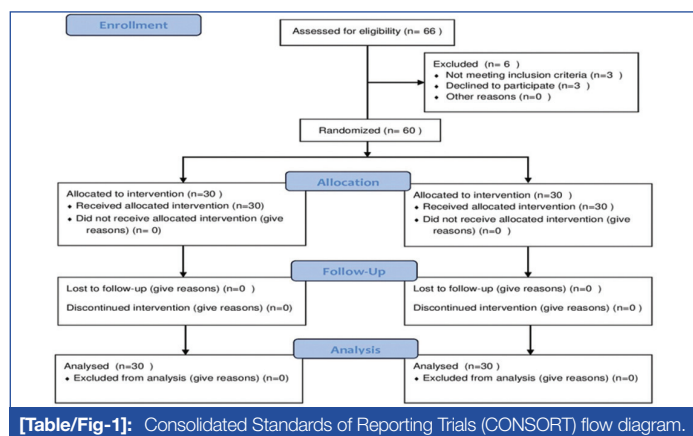 Enrollment
Assessed for eligibility (n= 66)
Excluded (n= 6)
♦ Not meeting inclusion criteria (n=3 )
♦ Declined to participate (n=3 )
♦ Other reasons (n=0 )
Randomized (n= 60)
Allocation
Allocated to intervention (n=30 )
♦ Received allocated intervention (n=30)
♦ Did not receive allocated intervention (give
reasons) (n= 0)
Allocated to intervention (n=30 )
♦ Received allocated intervention (n=30 )
♦ Did not receive allocated intervention (give
reasons) (n=0 )
Follow-Up
Lost to follow-up (give reasons) (n=0 )
Discontinued intervention (give reasons) (n=0)
Lost to follow-up (give reasons) (n=0 )
Discontinued intervention (give reasons) (n=0 )
Analysis
Analysed (n=30 )
♦ Excluded from analysis (give reasons) (n=0)
Analysed (n=30 )
♦ Excluded from analysis (give reasons) (n=0)
[Table/Fig-1]: Consolidated Standards of Reporting Trials (CONSORT) flow diagram.